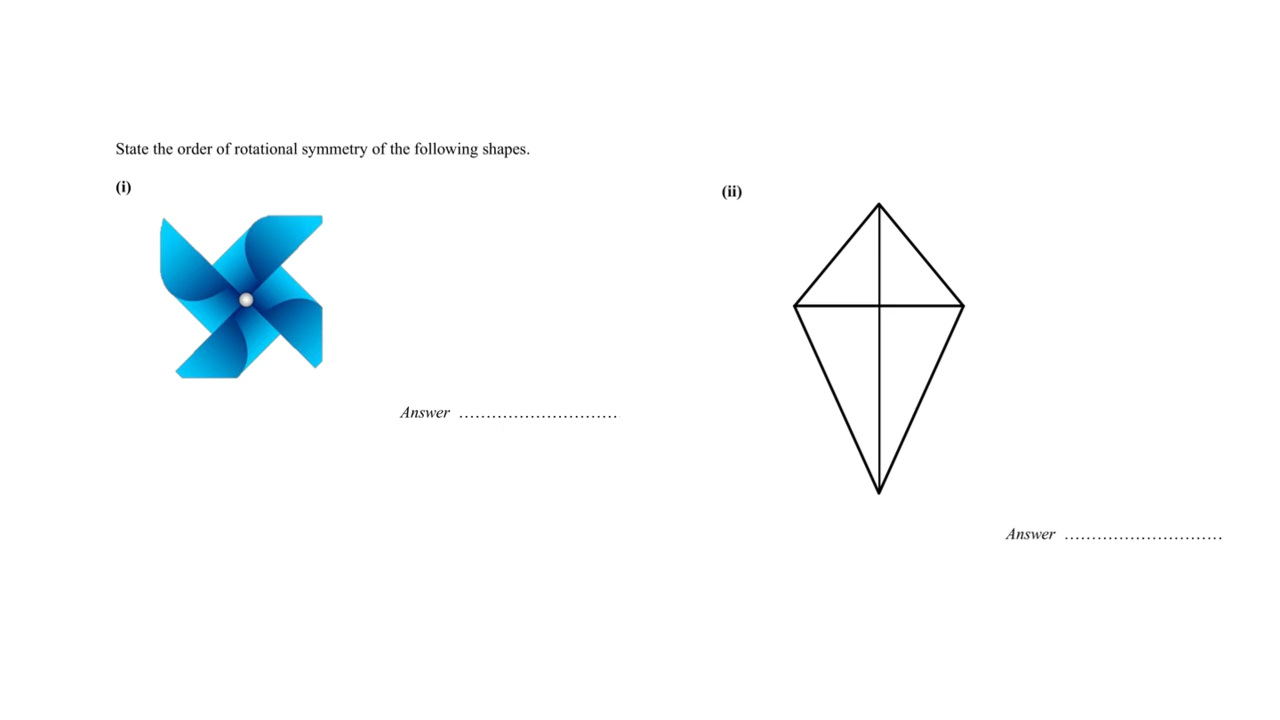 State the order of rotational symmetry of the following shapes.
(i)
(ii)
Answer ..............................
Answer ..............................